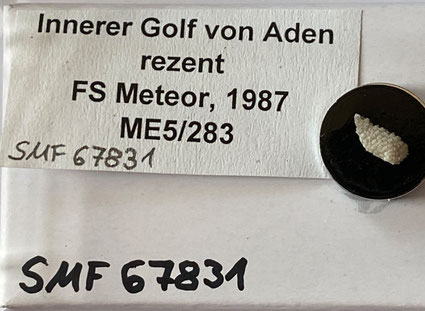 Innerer Golf von Aden
rezent
FS Meteor, 1987
ME5/283
SMF 67831
SMF 67831